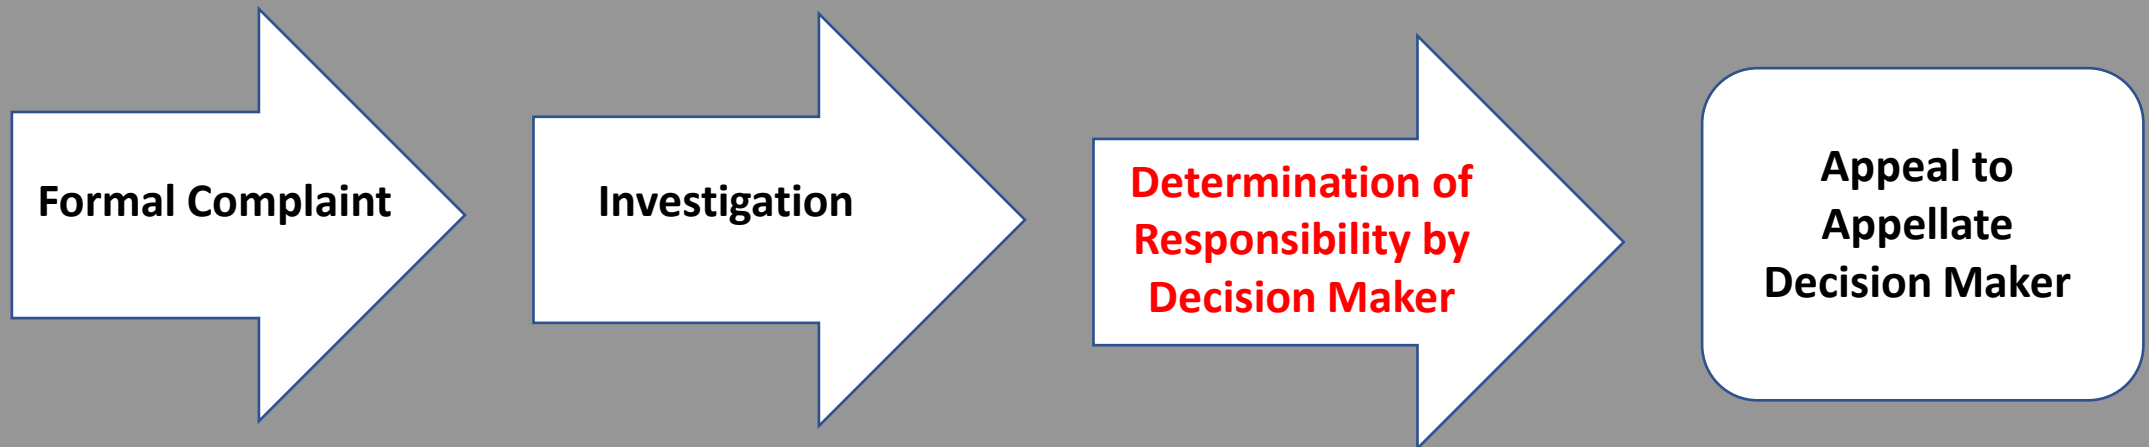 Formal Complaint
Investigation
Determination of
Responsibility by
Decision Maker
Appeal to
Appellate
Decision Maker